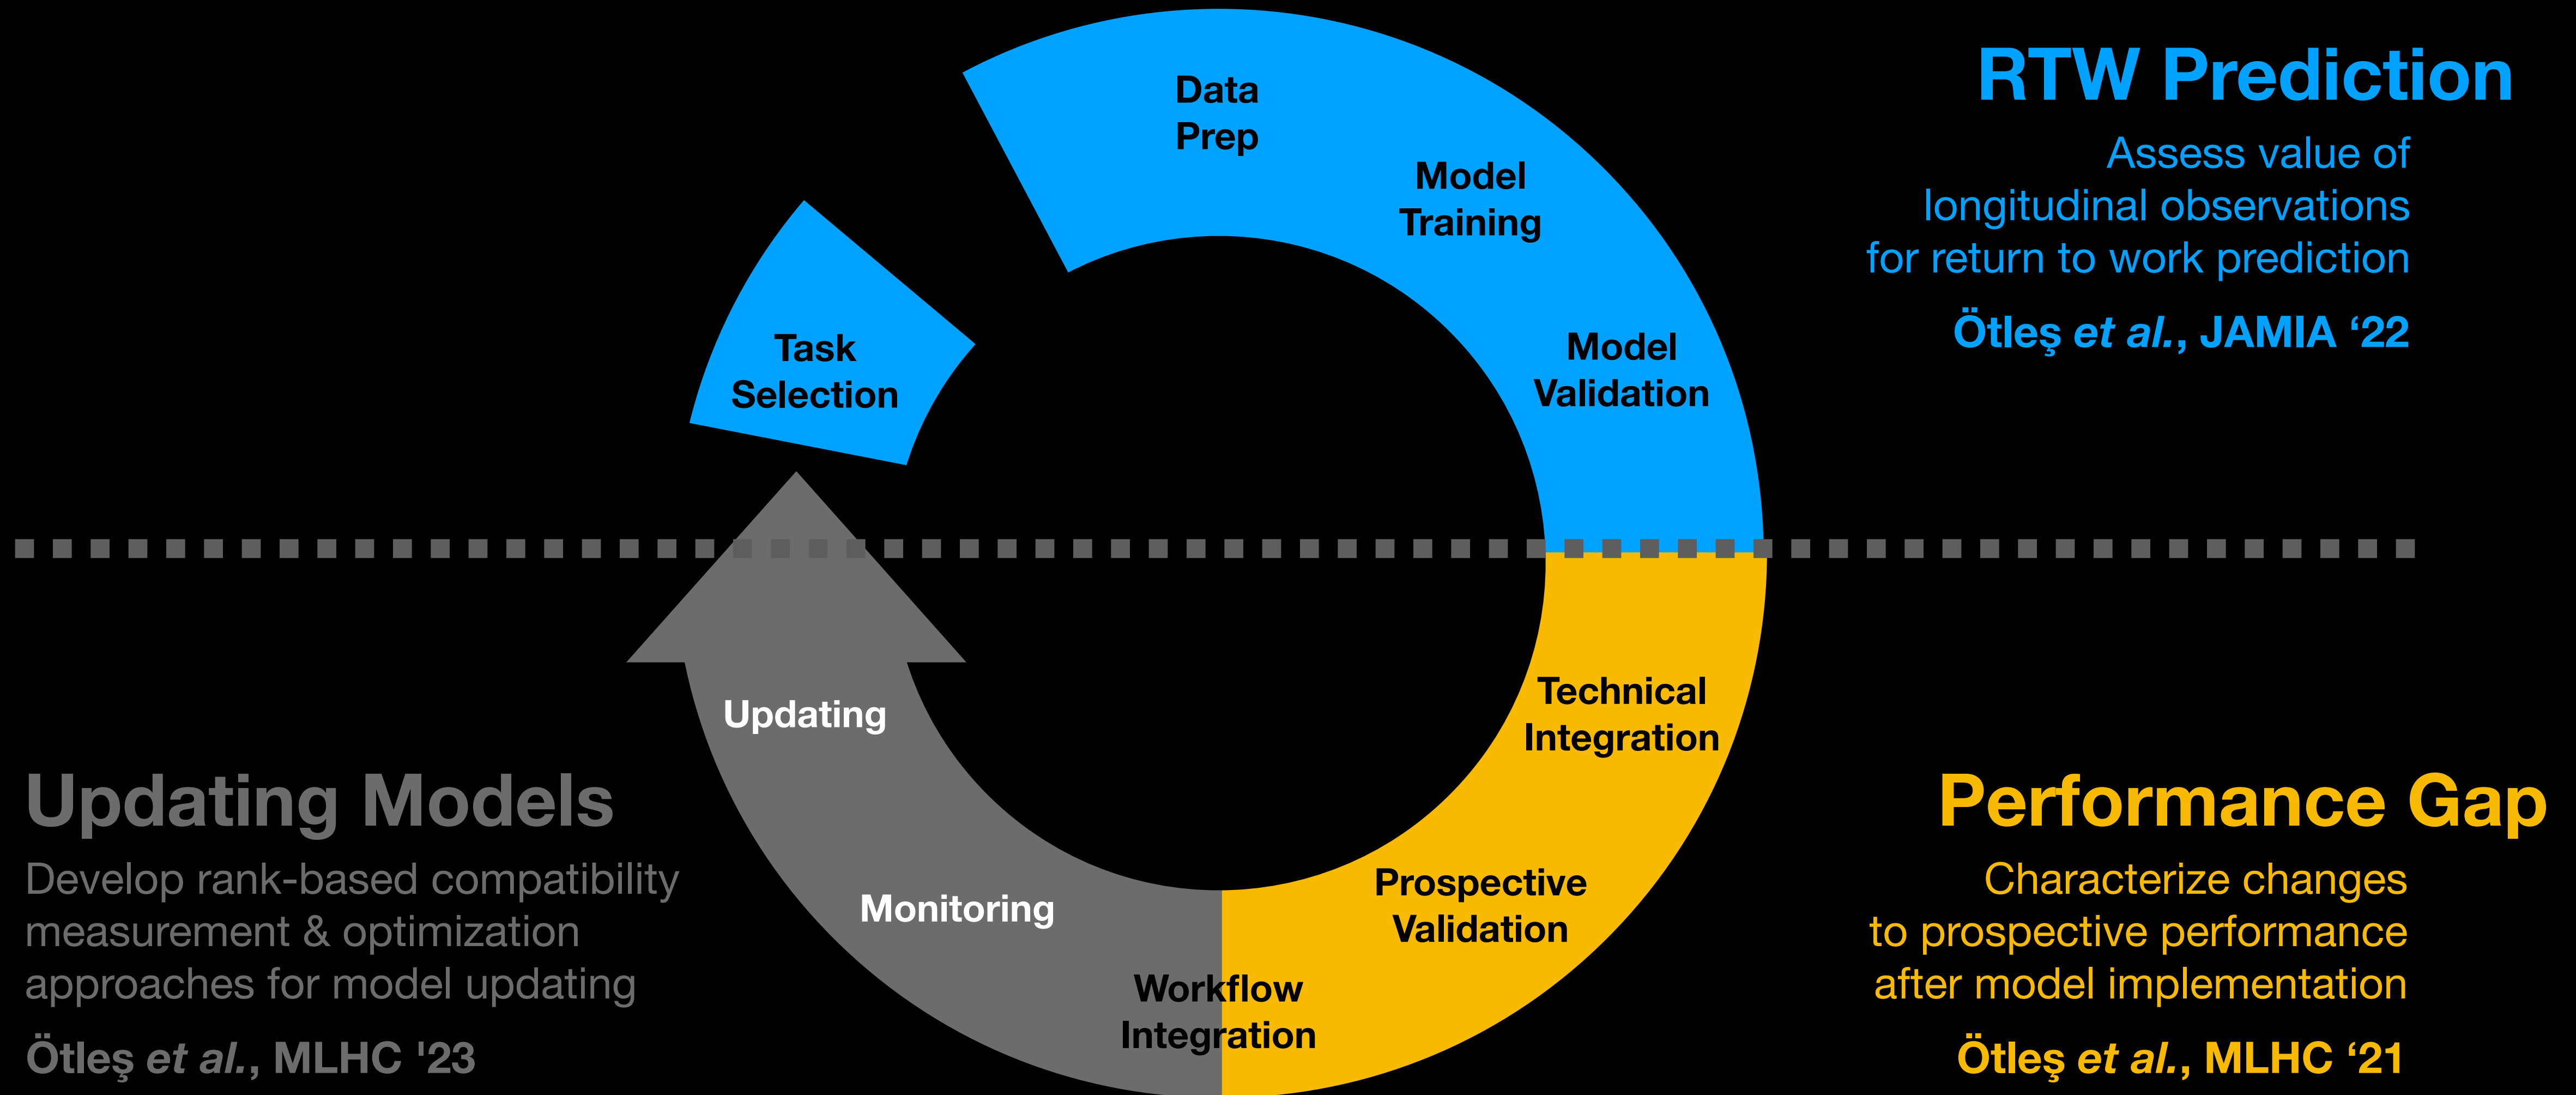 Data
Prep
Model
Training
Model
Validation
Task
Selection
RTW Prediction
Assess value of
longitudinal observations
for return to work prediction
Ötleş et al., JAMIA ‘22
Technical
Integration
Prospective
Validation
Workflow
Integration
Monitoring
Updating
Performance Gap
Characterize changes
to prospective performance
after model implementation
Ötleş et al., MLHC ‘21
Updating Models
Develop rank-based compatibility
measurement & optimization
approaches for model updating
Ötleş et al., MLHC '23